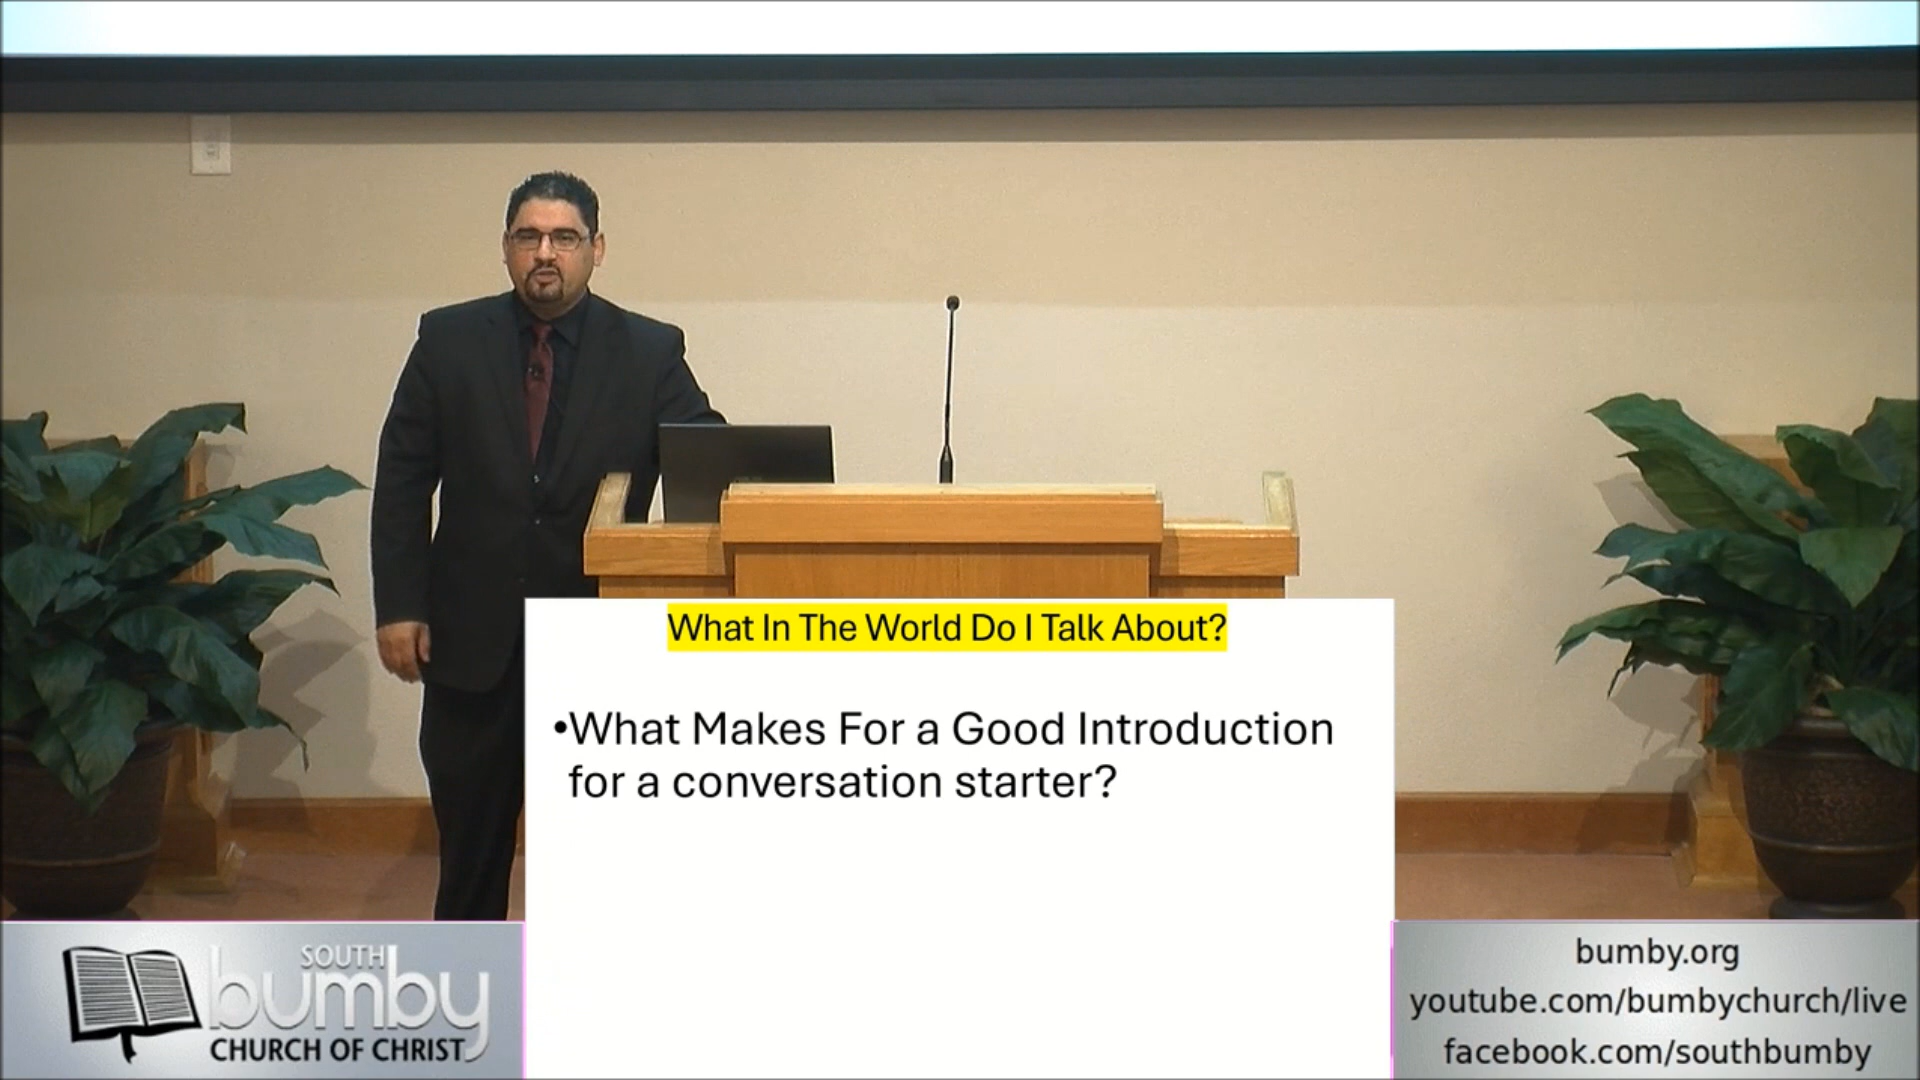 What In The World Do I Talk About?
•What Makes For a Good Introduction
for a conversation starter?
SOUTH
bumby
CHURCH OF CHRIST
bumby.org
youtube.com/bumbychurch/live
facebook.com/southbumby